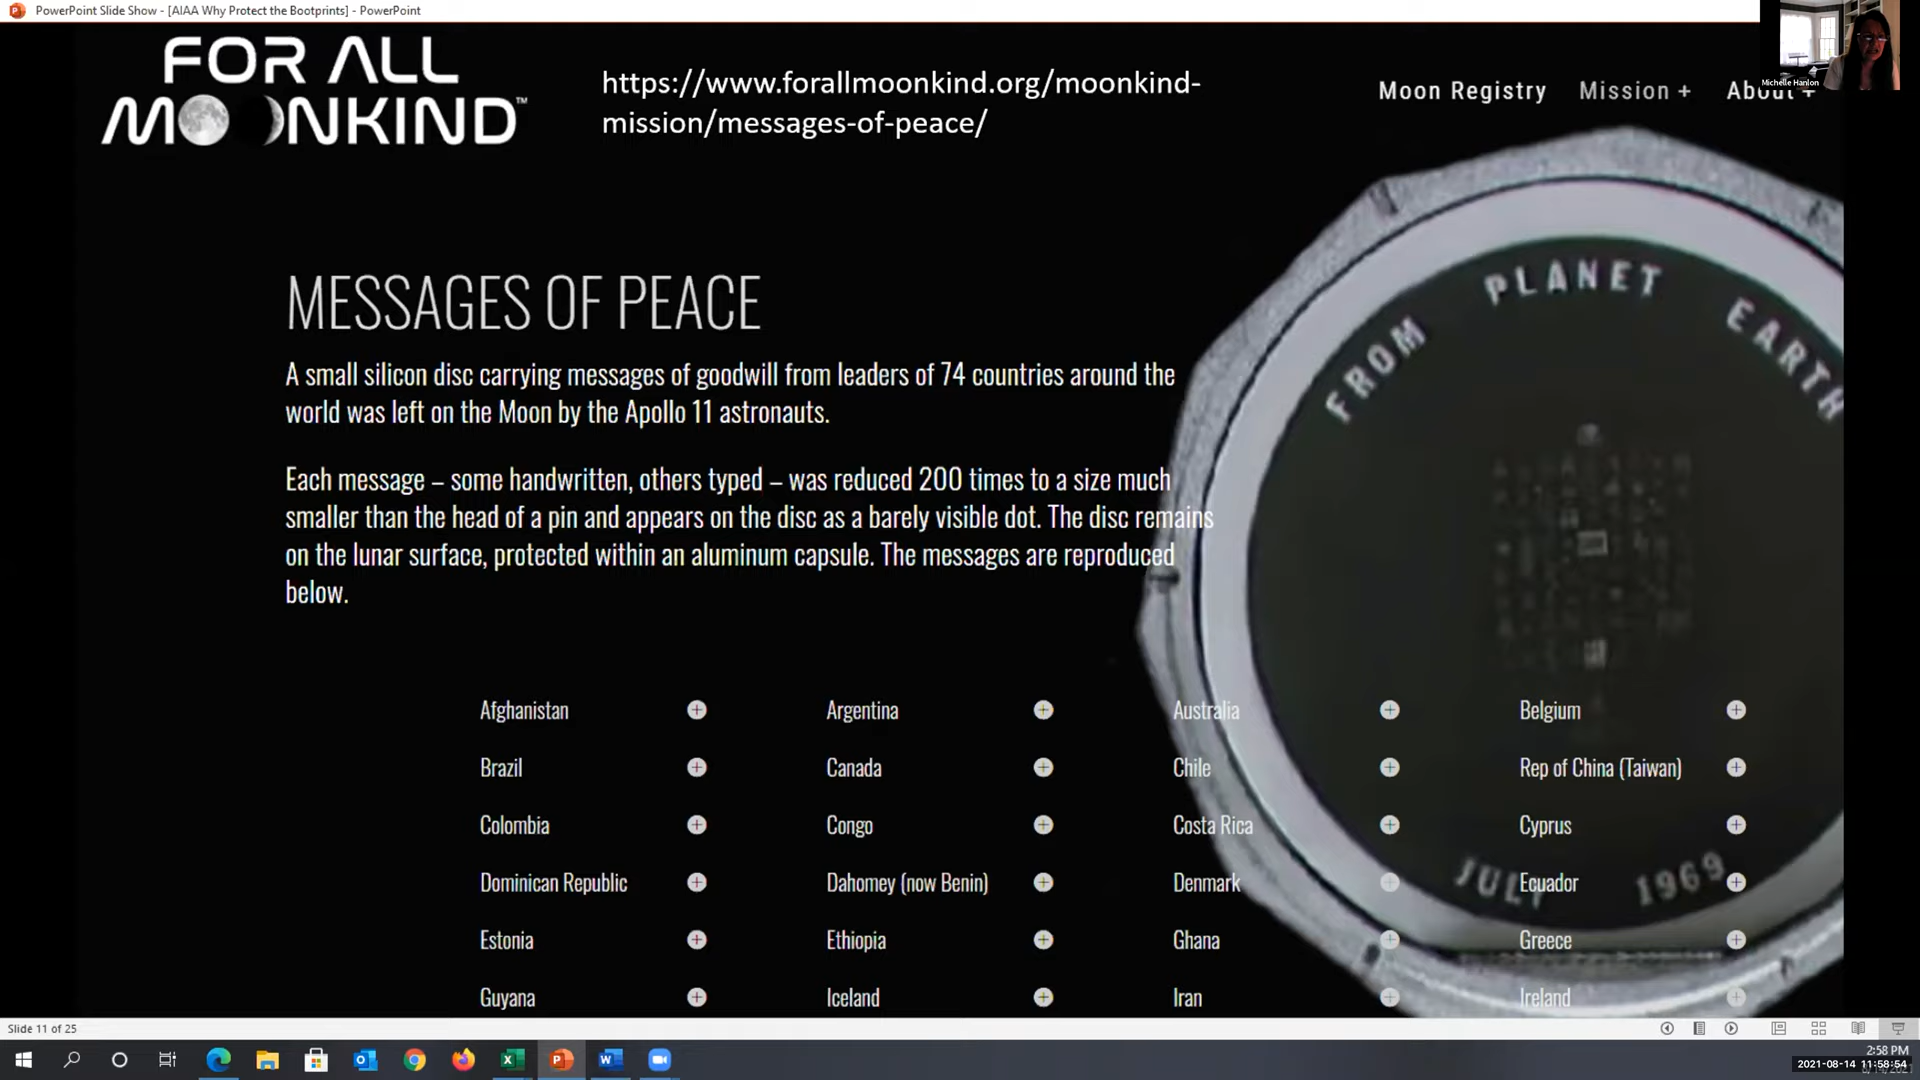 PowerPoint Slide Show - [AIAA Why Protect the Bootprints] - PowerPoint
FOR ALL
MOONKIND™
https://www.forallmoonkind.org/moonkind-
mission/messages-of-peace/
Moon Registry Mission + About +
Michelle Hanlon
FROM PLANET EARTH
MESSAGES OF PEACE
A small silicon disc carrying messages of goodwill from leaders of 74 countries around the
world was left on the Moon by the Apollo 11 astronauts.
Each message – some handwritten, others typed – was reduced 200 times to a size much
smaller than the head of a pin and appears on the disc as a barely visible dot. The disc remains
on the lunar surface, protected within an aluminum capsule. The messages are reproduced
below.
Afghanistan Argentina Australia Belgium
Brazil Canada Chile Rep of China (Taiwan)
Colombia Congo Costa Rica Cyprus
Dominican Republic Dahomey (now Benin) Denmark Ecuador
JULY 1969
Estonia Ethiopia Ghana Greece
Guyana Iceland Iran Ireland
Slide 11 of 25
2:58 PM
2021-08-14 11:58:54